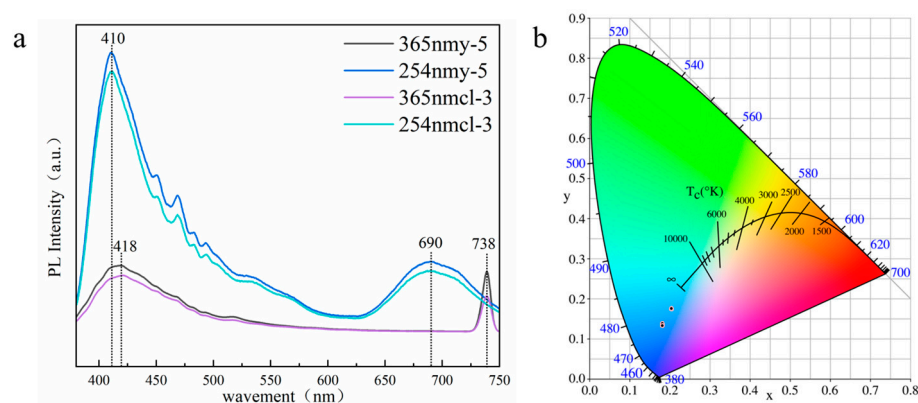 a
410
365nmy-5
254nmy-5
365nmcl-3
254nmcl-3
418
690
738
PL Intensity (a.u.)
400 450 500 550 600 650 700 750
wavement（nm）
b
0.9
0.8
0.7
0.6
0.5
y
0.4
0.3
0.2
0.1
0.0
0.0 0.1 0.2 0.3 0.4 0.5 0.6 0.7 0.8
x
520
540
560
580
600
620
700
500
490
480
470
460
380
Tc(°K)
10000
6000
4000
3000
2500
2000
1500
∞